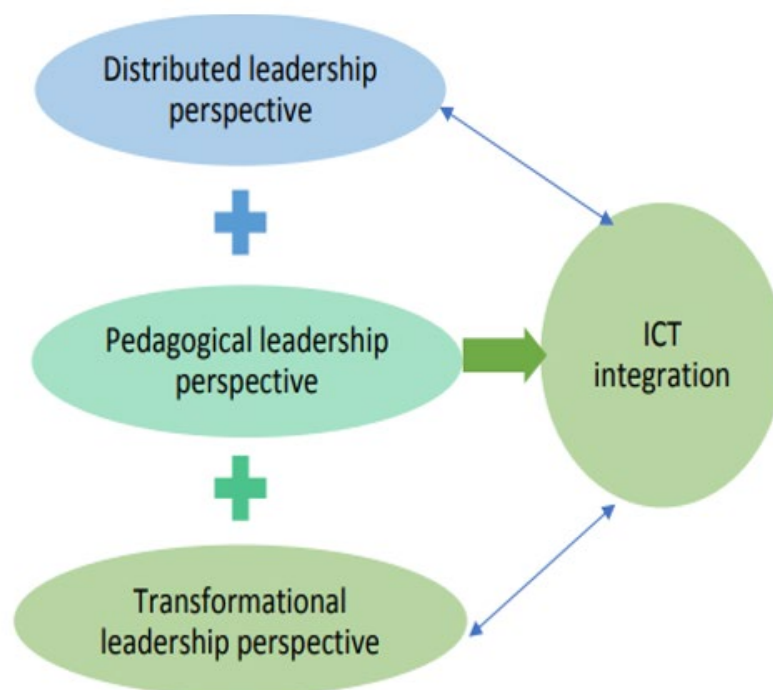 Distributed leadership
perspective
Pedagogical leadership
perspective
ICT
integration
Transformational
leadership perspective